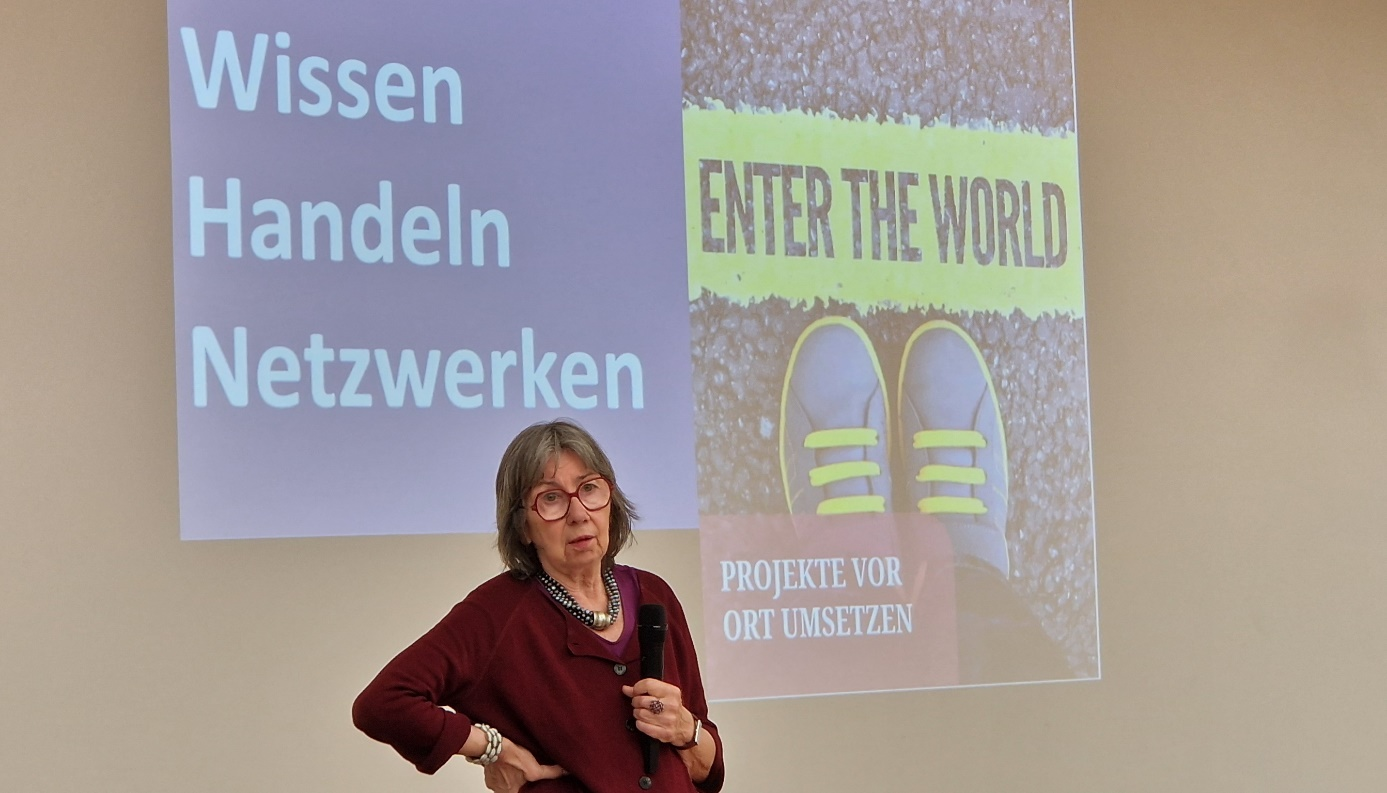 Wissen
Handeln
Netzwerken
ENTER THE WORLD
PROJEKTE VOR
ORT UMSETZEN